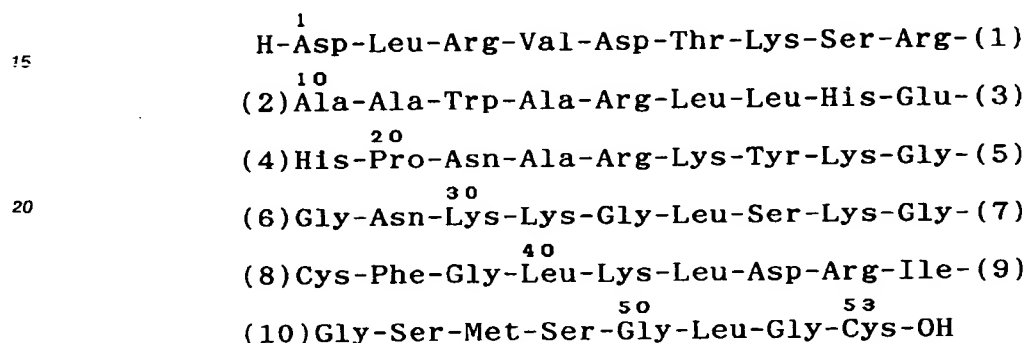 1
H-Asp-Leu-Arg-Val-Asp-Thr-Lys-Ser-Arg-(1)
15
10
(2)Ala-Ala-Trp-Ala-Arg-Leu-Leu-His-Glu-(3)
20
(4)His-Pro-Asn-Ala-Arg-Lys-Tyr-Lys-Gly-(5)
30
20
(6)Gly-Asn-Lys-Lys-Gly-Leu-Ser-Lys-Gly-(7)
40
(8)Cys-Phe-Gly-Leu-Lys-Leu-Asp-Arg-Ile-(9)
50 53
(10)Gly-Ser-Met-Ser-Gly-Leu-Gly-Cys-OH